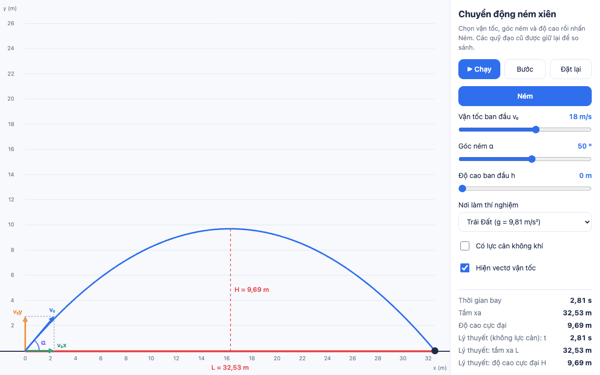 y (m)
26
24
22
20
18
16
14
12
10
8
6
4
2
0
2
4
6
8
10
12
14
16
18
20
22
24
26
28
30
32
x (m)
v₀y
v₀
v₀x
α
H = 9,69 m
L = 32,53 m
Chuyển động ném xiên
Chọn vận tốc, góc ném và độ cao rồi nhấn
Ném. Các quỹ đạo cũ được giữ lại để so
sánh.
▶ Chạy
Bước
Đặt lại
Ném
Vận tốc ban đầu v₀ 18 m/s
Góc ném α 50 °
Độ cao ban đầu h 0 m
Nơi làm thí nghiệm
Trái Đất (g = 9,81 m/s²)
Có lực cản không khí
Hiện vectơ vận tốc
Thời gian bay 2,81 s
Tầm xa 32,53 m
Độ cao cực đại 9,69 m
Lý thuyết (không lực cản): t 2,81 s
Lý thuyết: tầm xa L 32,53 m
Lý thuyết: độ cao cực đại H 9,69 m